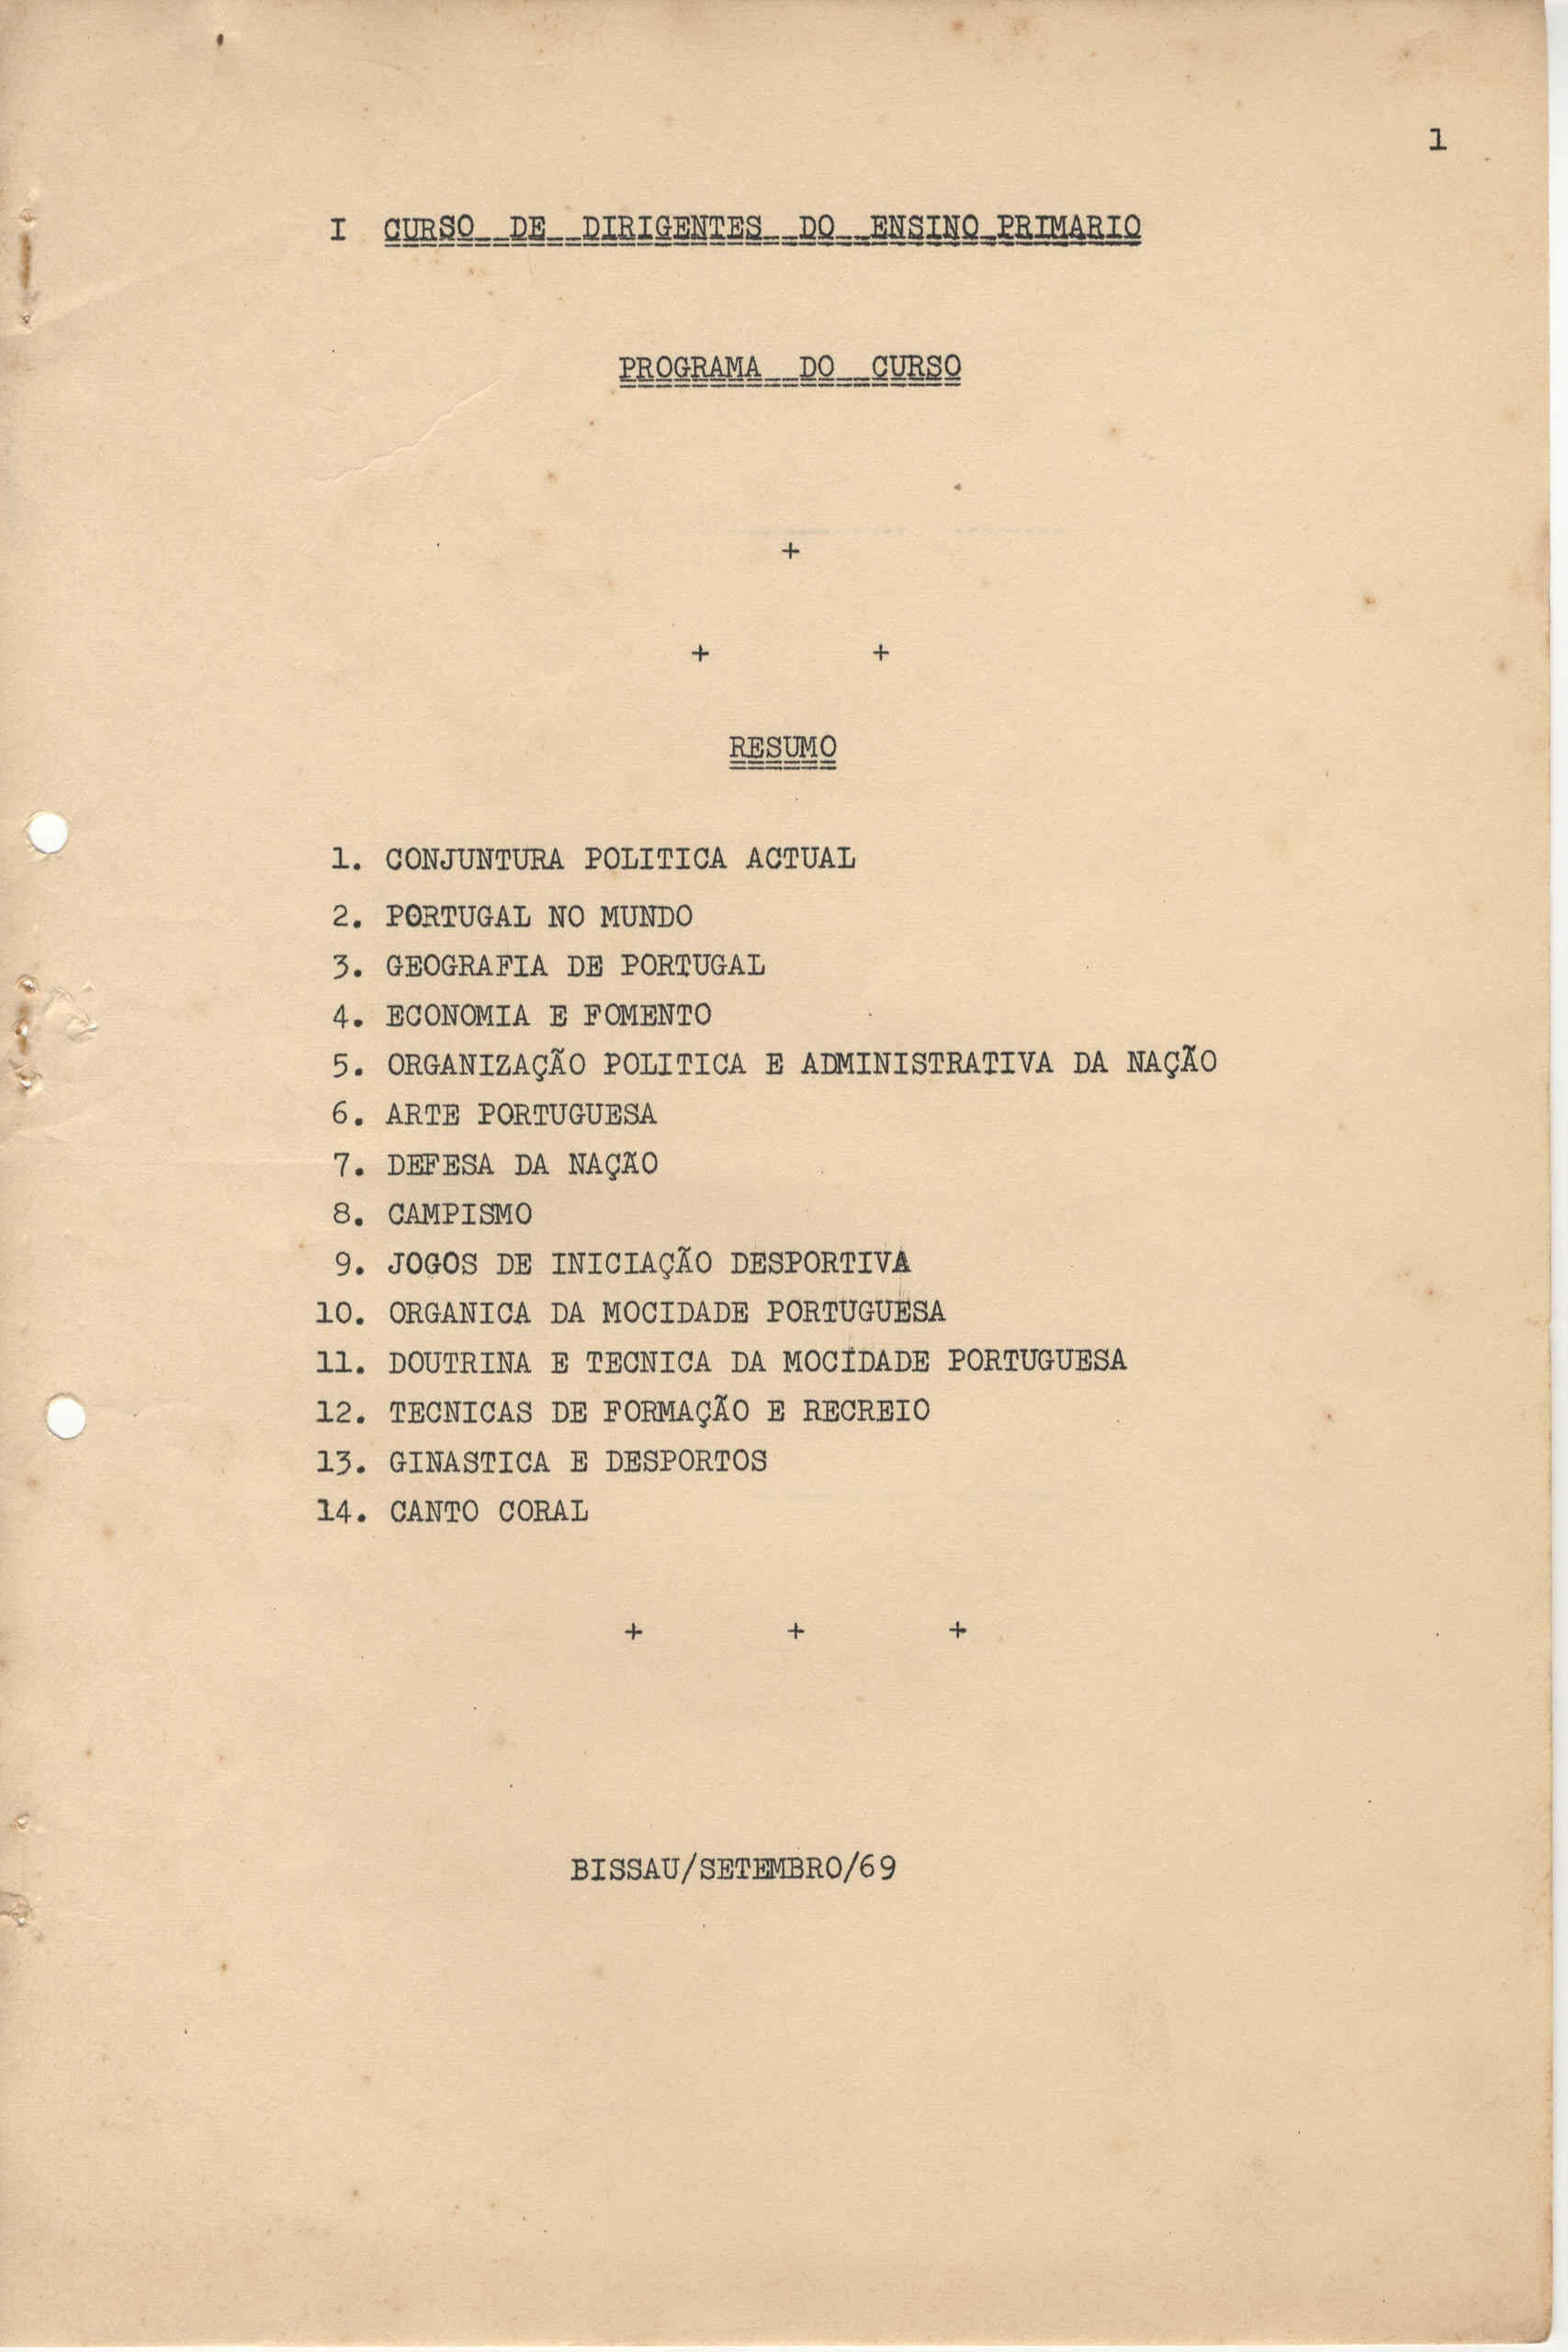 1
I CURSO DE DIRIGENTES DO ENSINO PRIMARIO
PROGRAMA DO CURSO
+
+ +
RESUMO
1. CONJUNTURA POLITICA ACTUAL
2. PORTUGAL NO MUNDO
3. GEOGRAFIA DE PORTUGAL
4. ECONOMIA E FOMENTO
5. ORGANIZAÇÃO POLITICA E ADMINISTRATIVA DA NAÇÃO
6. ARTE PORTUGUESA
7. DEFESA DA NAÇÃO
8. CAMPISMO
9. JOGOS DE INICIAÇÃO DESPORTIVA
10. ORGANICA DA MOCIDADE PORTUGUESA
11. DOUTRINA E TECNICA DA MOCIDADE PORTUGUESA
12. TECNICAS DE FORMAÇÃO E RECREIO
13. GINASTICA E DESPORTOS
14. CANTO CORAL
+ + +
BISSAU/SETEMBRO/69